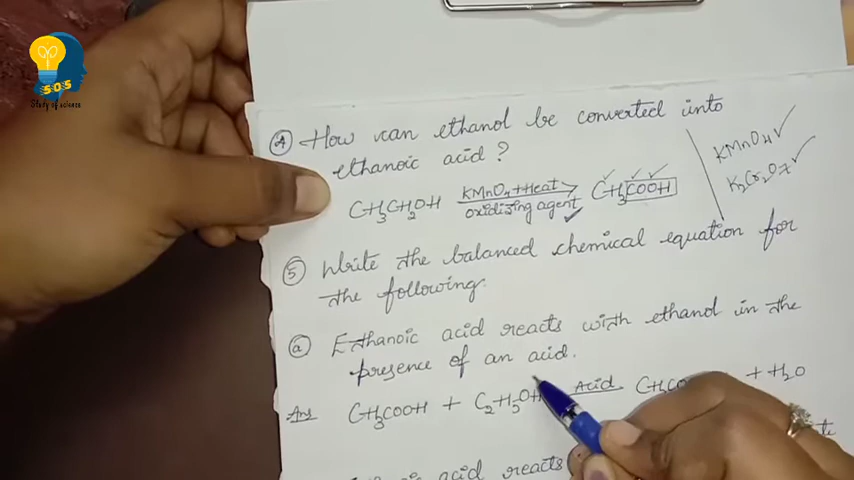 S.O.S
Study of science
④ How can ethanol be converted into
ethanoic acid?
CH₃CH₂OH KMnO₄+Heat CH₃COOH
oxidizing agent
KMnO₄
K₂Cr₂O₇
⑤ Write the balanced chemical equation for
the following.
ⓐ Ethanoic acid reacts with ethanol in the
presence of an acid.
Ans CH₃COOH + C₂H₅OH Acid + H₂O
acid reacts